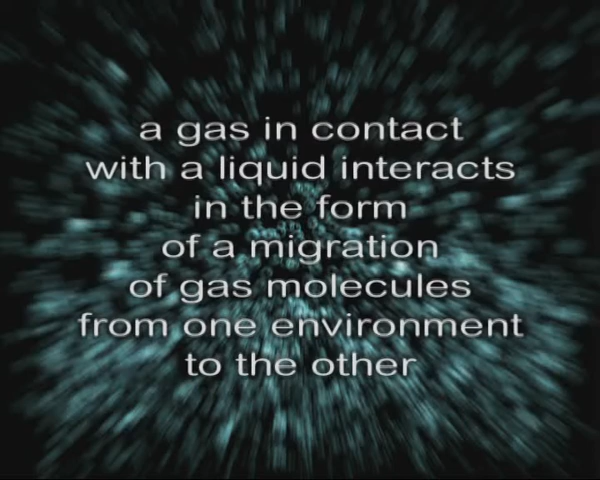 a gas in contact
with a liquid interacts
in the form
of a migration
of gas molecules
from one environment
to the other